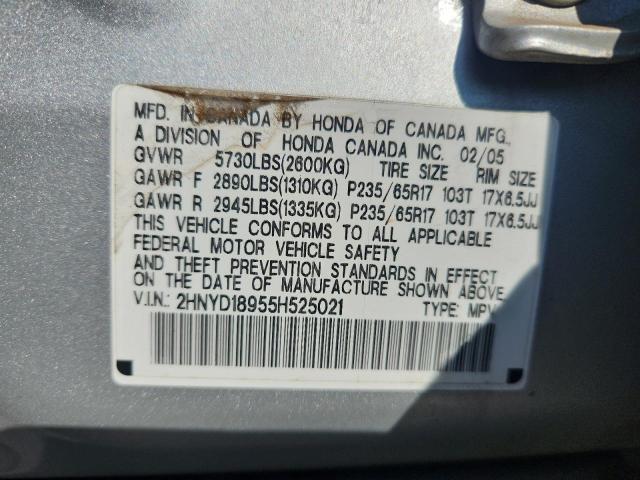 MFD. IN CANADA BY HONDA OF CANADA MFG.,
A DIVISION OF HONDA CANADA INC. 02/05
GVWR 5730LBS(2600KG) TIRE SIZE RIM SIZE
GAWR F 2890LBS(1310KG) P235/65R17 103T 17X6.5JJ
GAWR R 2945LBS(1335KG) P235/65R17 103T 17X6.5JJ
THIS VEHICLE CONFORMS TO ALL APPLICABLE
FEDERAL MOTOR VEHICLE SAFETY
AND THEFT PREVENTION STANDARDS IN EFFECT
ON THE DATE OF MANUFACTURE SHOWN ABOVE.
V.I.N.: 2HNYD18955H525021 TYPE: MPV